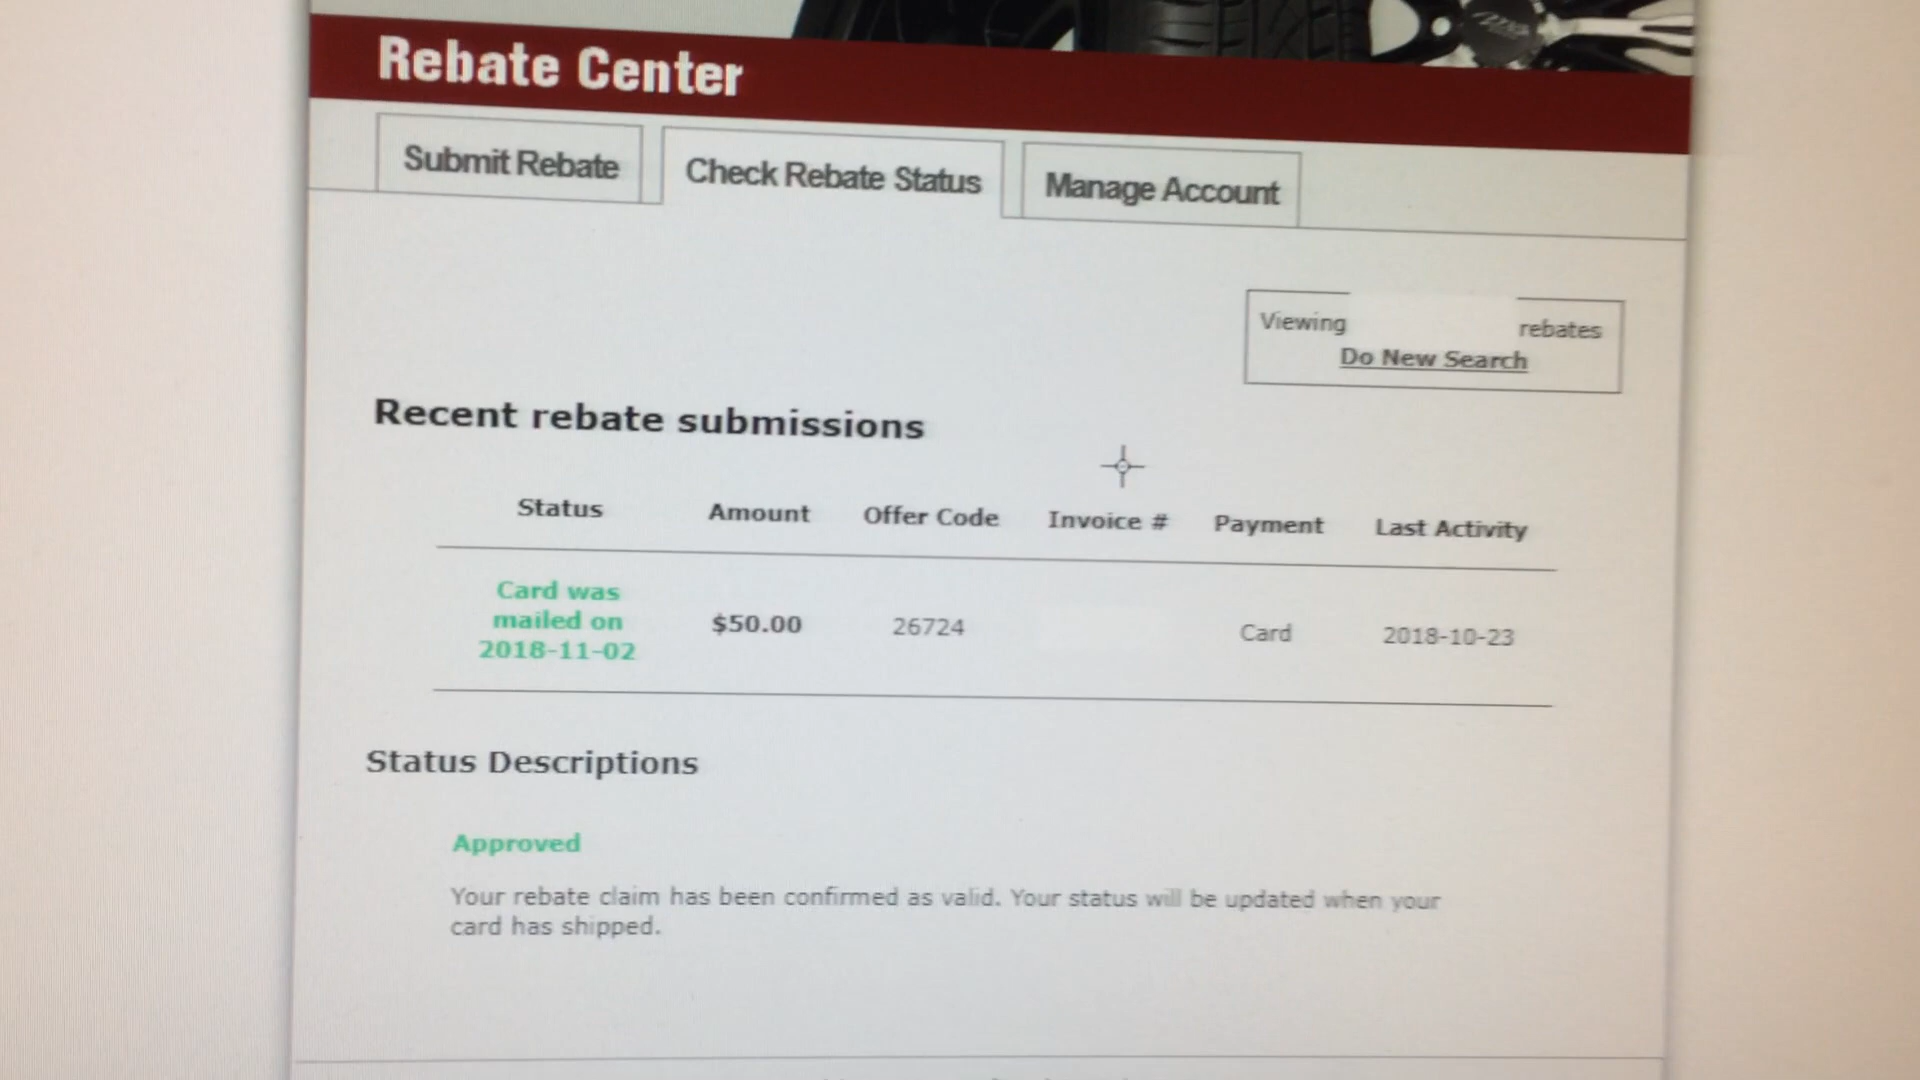 Rebate Center
Submit Rebate
Check Rebate Status
Manage Account
Viewing rebates
Do New Search
Recent rebate submissions
Status Amount Offer Code Invoice # Payment Last Activity
Card was
mailed on
2018-11-02
$50.00 26724 Card 2018-10-23
Status Descriptions
Approved
Your rebate claim has been confirmed as valid. Your status will be updated when your
card has shipped.